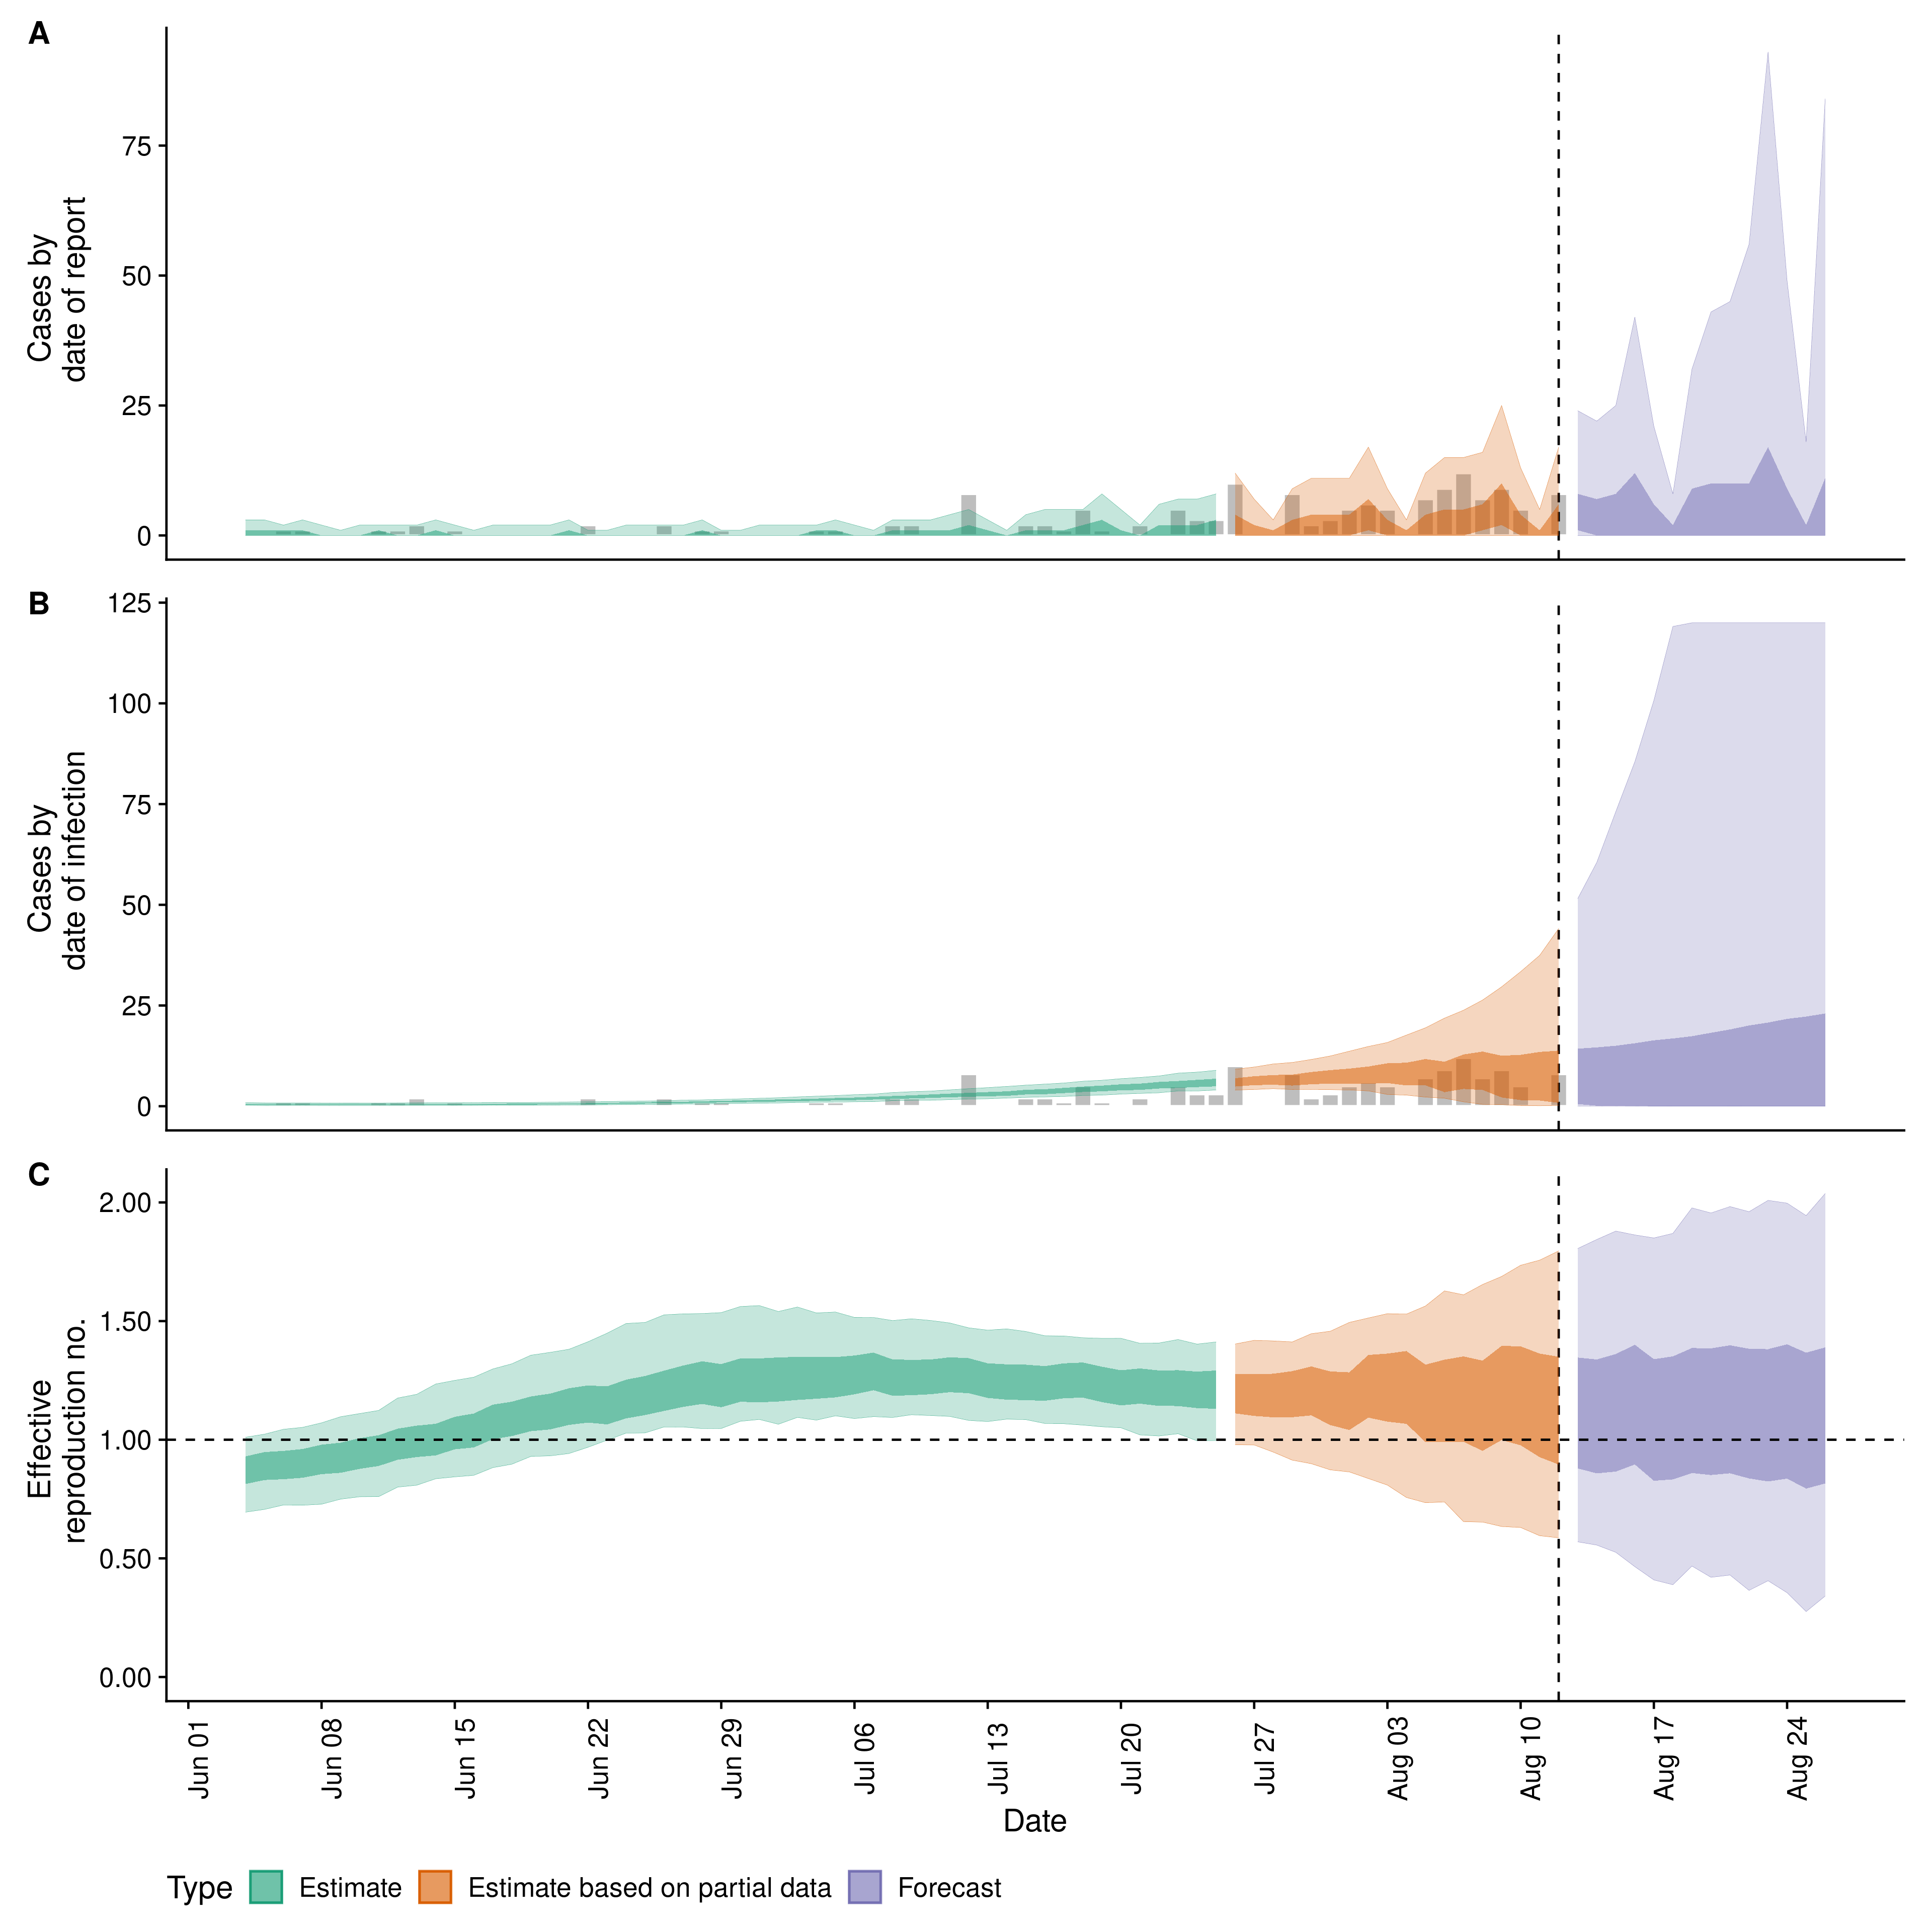 A
Cases by
date of report
75
50
25
0
B
Cases by
date of infection
125
100
75
50
25
0
C
Effective
reproduction no.
2.00
1.50
1.00
0.50
0.00
Jun 01
Jun 08
Jun 15
Jun 22
Jun 29
Jul 06
Jul 13
Jul 20
Jul 27
Aug 03
Aug 10
Aug 17
Aug 24
Date
Type Estimate Estimate based on partial data Forecast